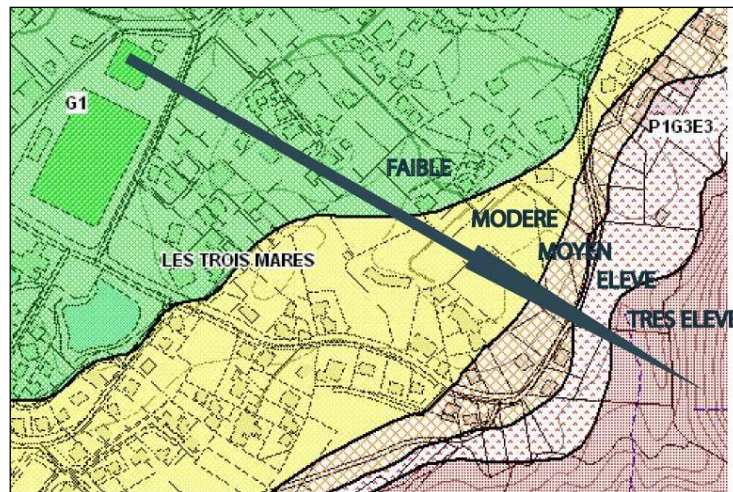 G1
P1G3E3
FAIBLE
MODERE
MOYEN
LES TROIS MARES
ELEVE
TRES ELEVE